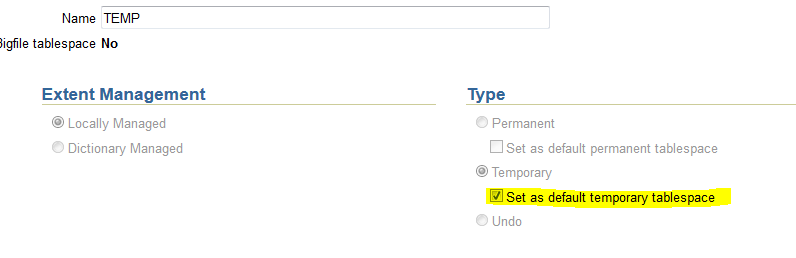 Name TEMP
Bigfile tablespace No
Extent Management
Locally Managed
Dictionary Managed
Type
Permanent
Set as default permanent tablespace
Temporary
Set as default temporary tablespace
Undo